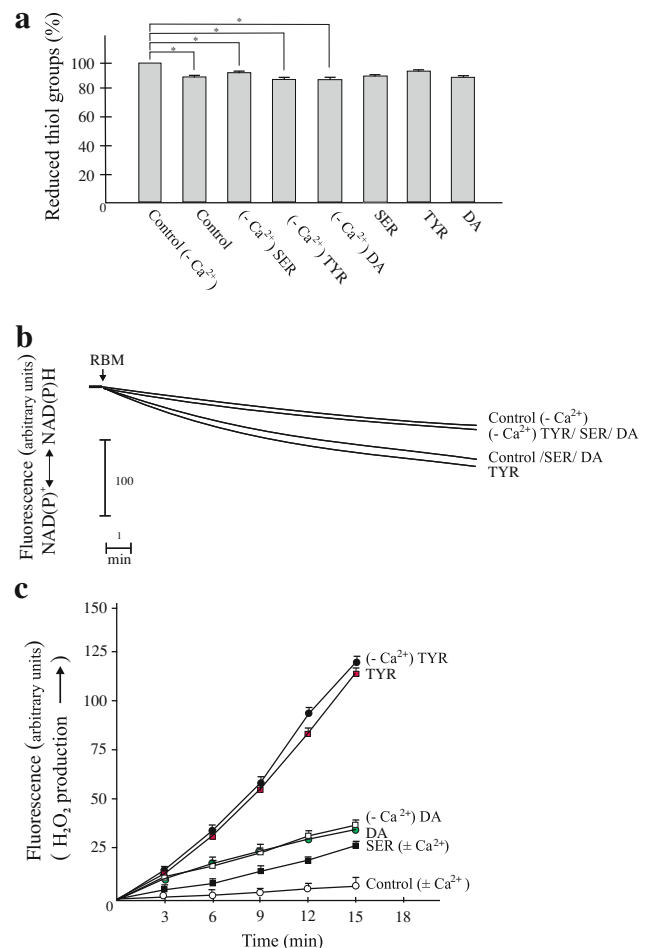 a
Reduced thiol groups (%)
100
80
60
40
20
0
*
*
*
*
Control (- Ca²⁺)
Control
(- Ca²⁺) SER
(- Ca²⁺) TYR
(- Ca²⁺) DA
SER
TYR
DA
b
Fluorescence (arbitrary units)
NAD(P)⁺ ↔ NAD(P)H
RBM
Control (- Ca²⁺)
(- Ca²⁺) TYR/ SER/ DA
Control /SER/ DA
TYR
100
1
min
c
Fluorescence (arbitrary units)
( H₂O₂ production → )
150
125
100
75
50
25
0
(- Ca²⁺) TYR
TYR
(- Ca²⁺) DA
DA
SER (± Ca²⁺)
Control (± Ca²⁺ )
3 6 9 12 15 18
Time (min)